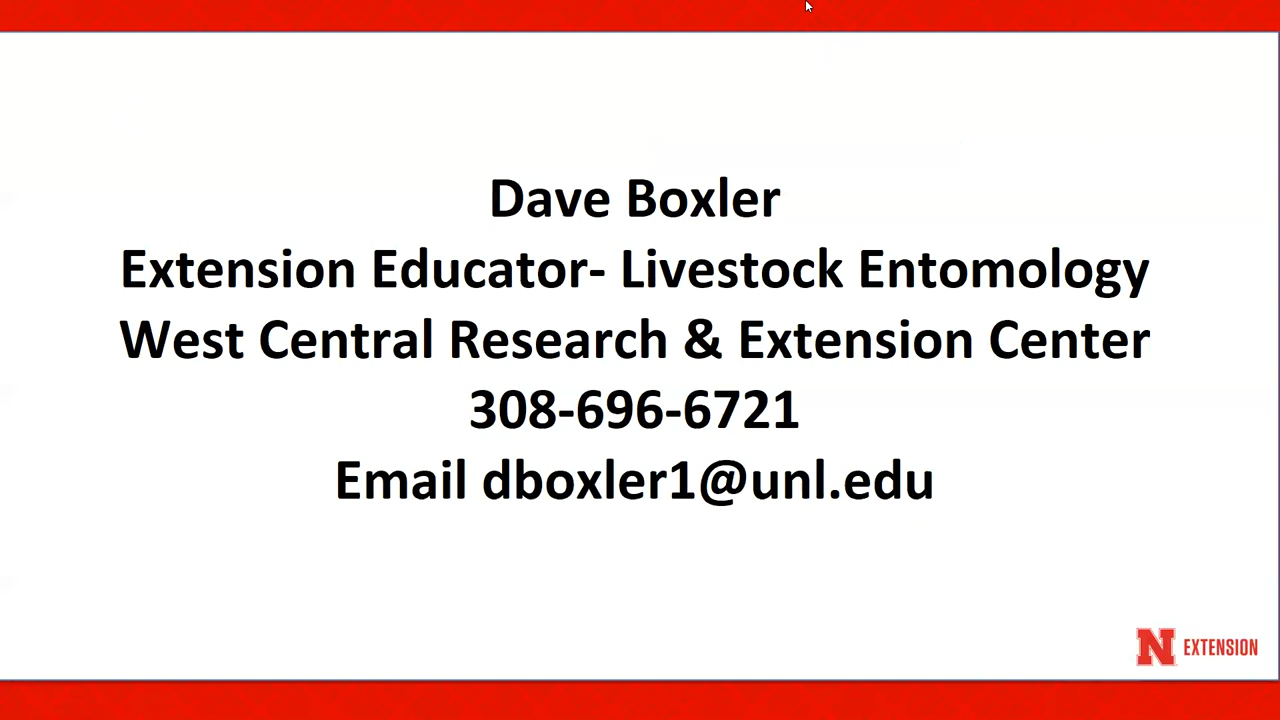 Dave Boxler
Extension Educator- Livestock Entomology
West Central Research & Extension Center
308-696-6721
Email dboxler1@unl.edu
N EXTENSION